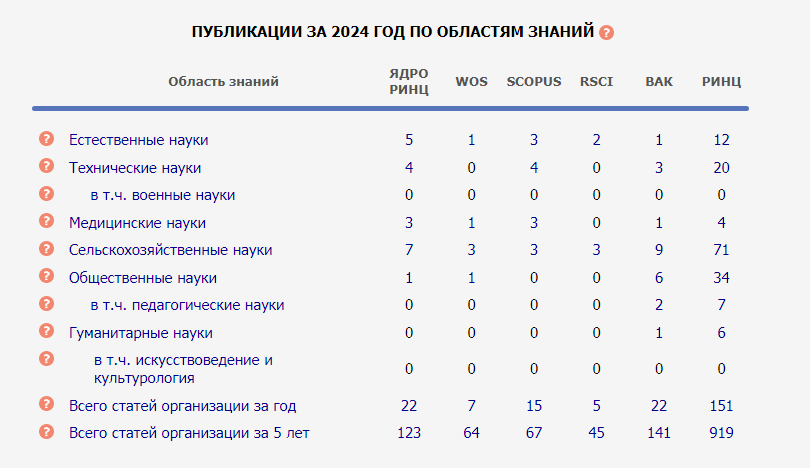 ПУБЛИКАЦИИ ЗА 2024 ГОД ПО ОБЛАСТЯМ ЗНАНИЙ ?
Область знаний ЯДРО РИНЦ WOS SCOPUS RSCI ВАК РИНЦ
? Естественные науки 5 1 3 2 1 12
? Технические науки 4 0 4 0 3 20
? в т.ч. военные науки 0 0 0 0 0 0
? Медицинские науки 3 1 3 0 1 4
? Сельскохозяйственные науки 7 3 3 3 9 71
? Общественные науки 1 1 0 0 6 34
? в т.ч. педагогические науки 0 0 0 0 2 7
? Гуманитарные науки 0 0 0 0 1 6
? в т.ч. искусствоведение и
культурология 0 0 0 0 0 0
? Всего статей организации за год 22 7 15 5 22 151
? Всего статей организации за 5 лет 123 64 67 45 141 919